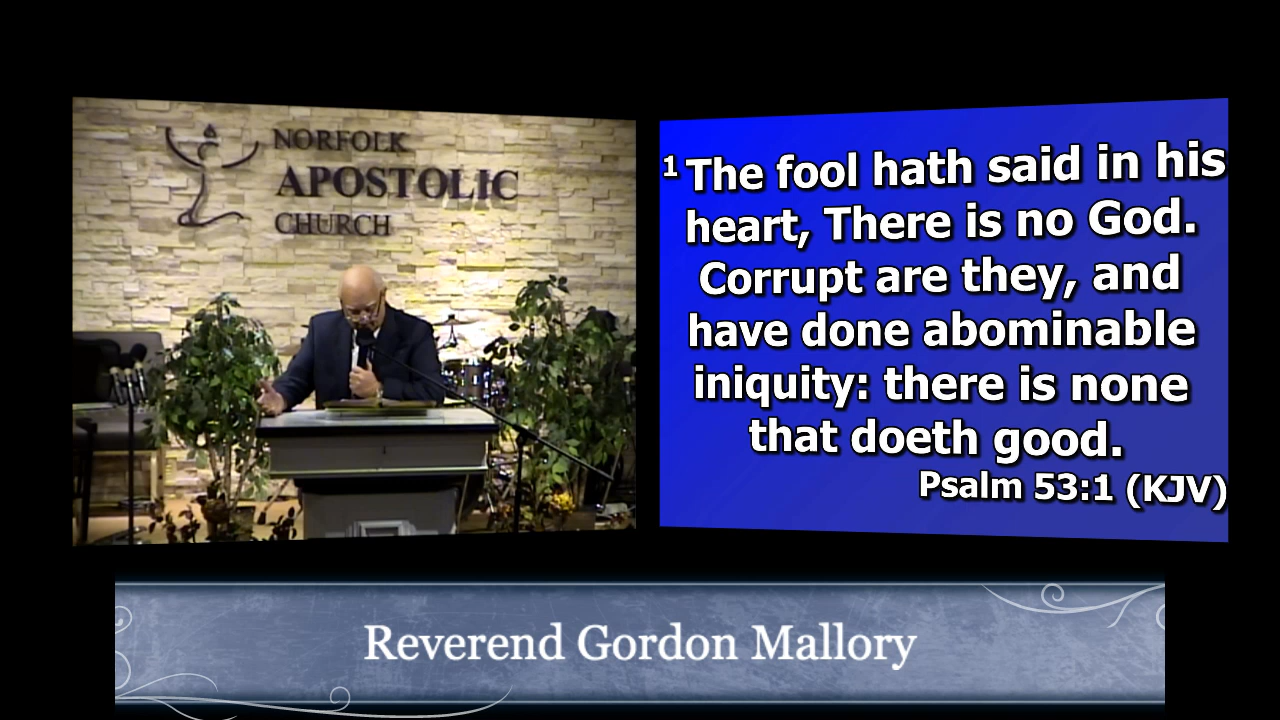 NORFOLK
APOSTOLIC
CHURCH
1 The fool hath said in his
heart, There is no God.
Corrupt are they, and
have done abominable
iniquity: there is none
that doeth good.
Psalm 53:1 (KJV)
Reverend Gordon Mallory